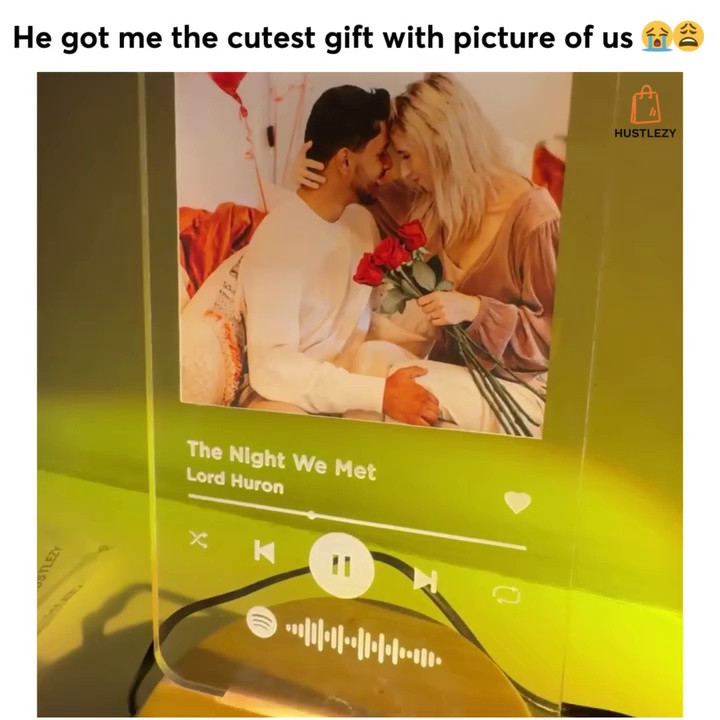 He got me the cutest gift with picture of us 😭😩
HUSTLEZY
The Night We Met
Lord Huron